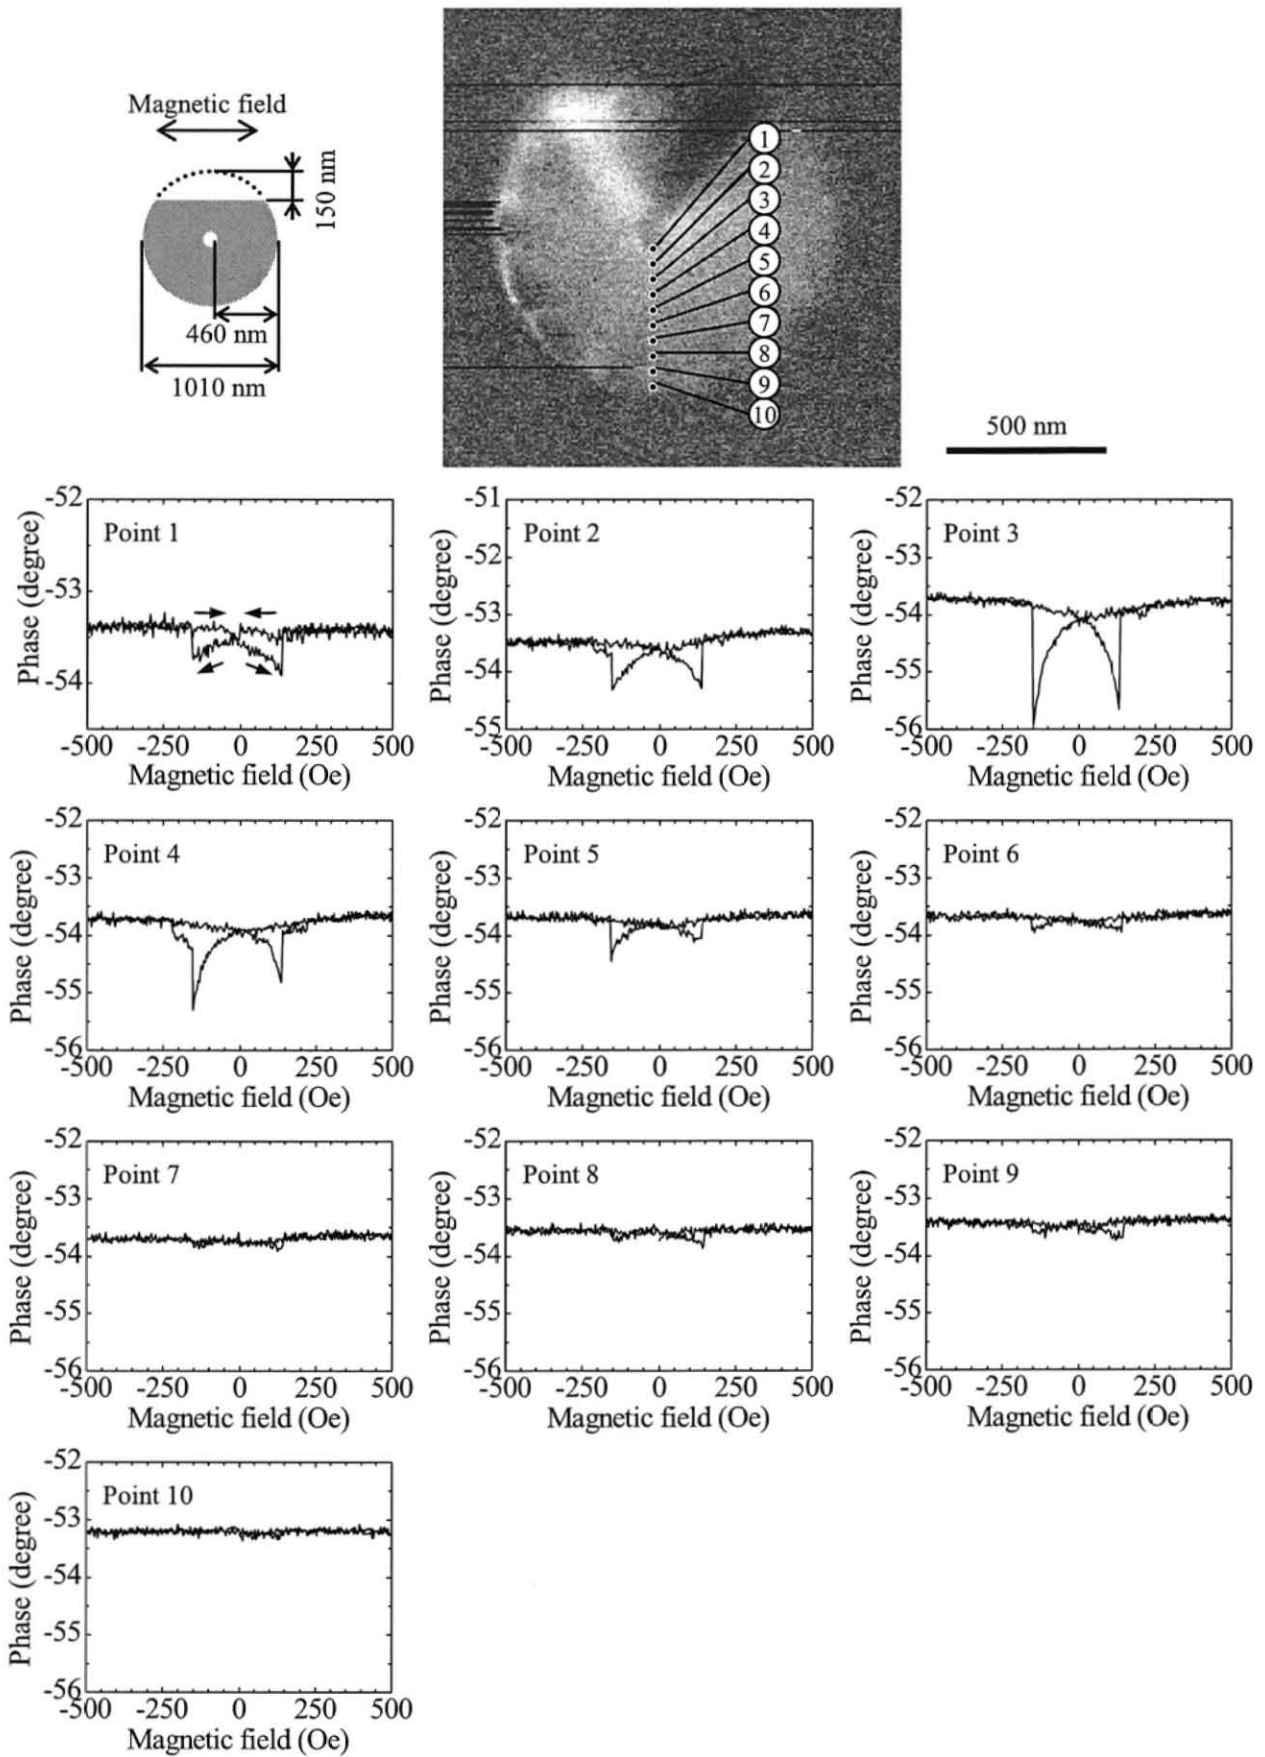 Magnetic field
150 nm
460 nm
1010 nm
1
2
3
4
5
6
7
8
9
10
500 nm
-52
-53
-54
Phase (degree)
Point 1
-500 -250 0 250 500
Magnetic field (Oe)
-51
-52
-53
-54
-55
Phase (degree)
Point 2
-500 -250 0 250 500
Magnetic field (Oe)
-52
-53
-54
-55
-56
Phase (degree)
Point 3
-500 -250 0 250 500
Magnetic field (Oe)
-52
-53
-54
-55
-56
Phase (degree)
Point 4
-500 -250 0 250 500
Magnetic field (Oe)
-52
-53
-54
-55
-56
Phase (degree)
Point 5
-500 -250 0 250 500
Magnetic field (Oe)
-52
-53
-54
-55
-56
Phase (degree)
Point 6
-500 -250 0 250 500
Magnetic field (Oe)
-52
-53
-54
-55
-56
Phase (degree)
Point 7
-500 -250 0 250 500
Magnetic field (Oe)
-52
-53
-54
-55
-56
Phase (degree)
Point 8
-500 -250 0 250 500
Magnetic field (Oe)
-52
-53
-54
-55
-56
Phase (degree)
Point 9
-500 -250 0 250 500
Magnetic field (Oe)
-52
-53
-54
-55
-56
Phase (degree)
Point 10
-500 -250 0 250 500
Magnetic field (Oe)